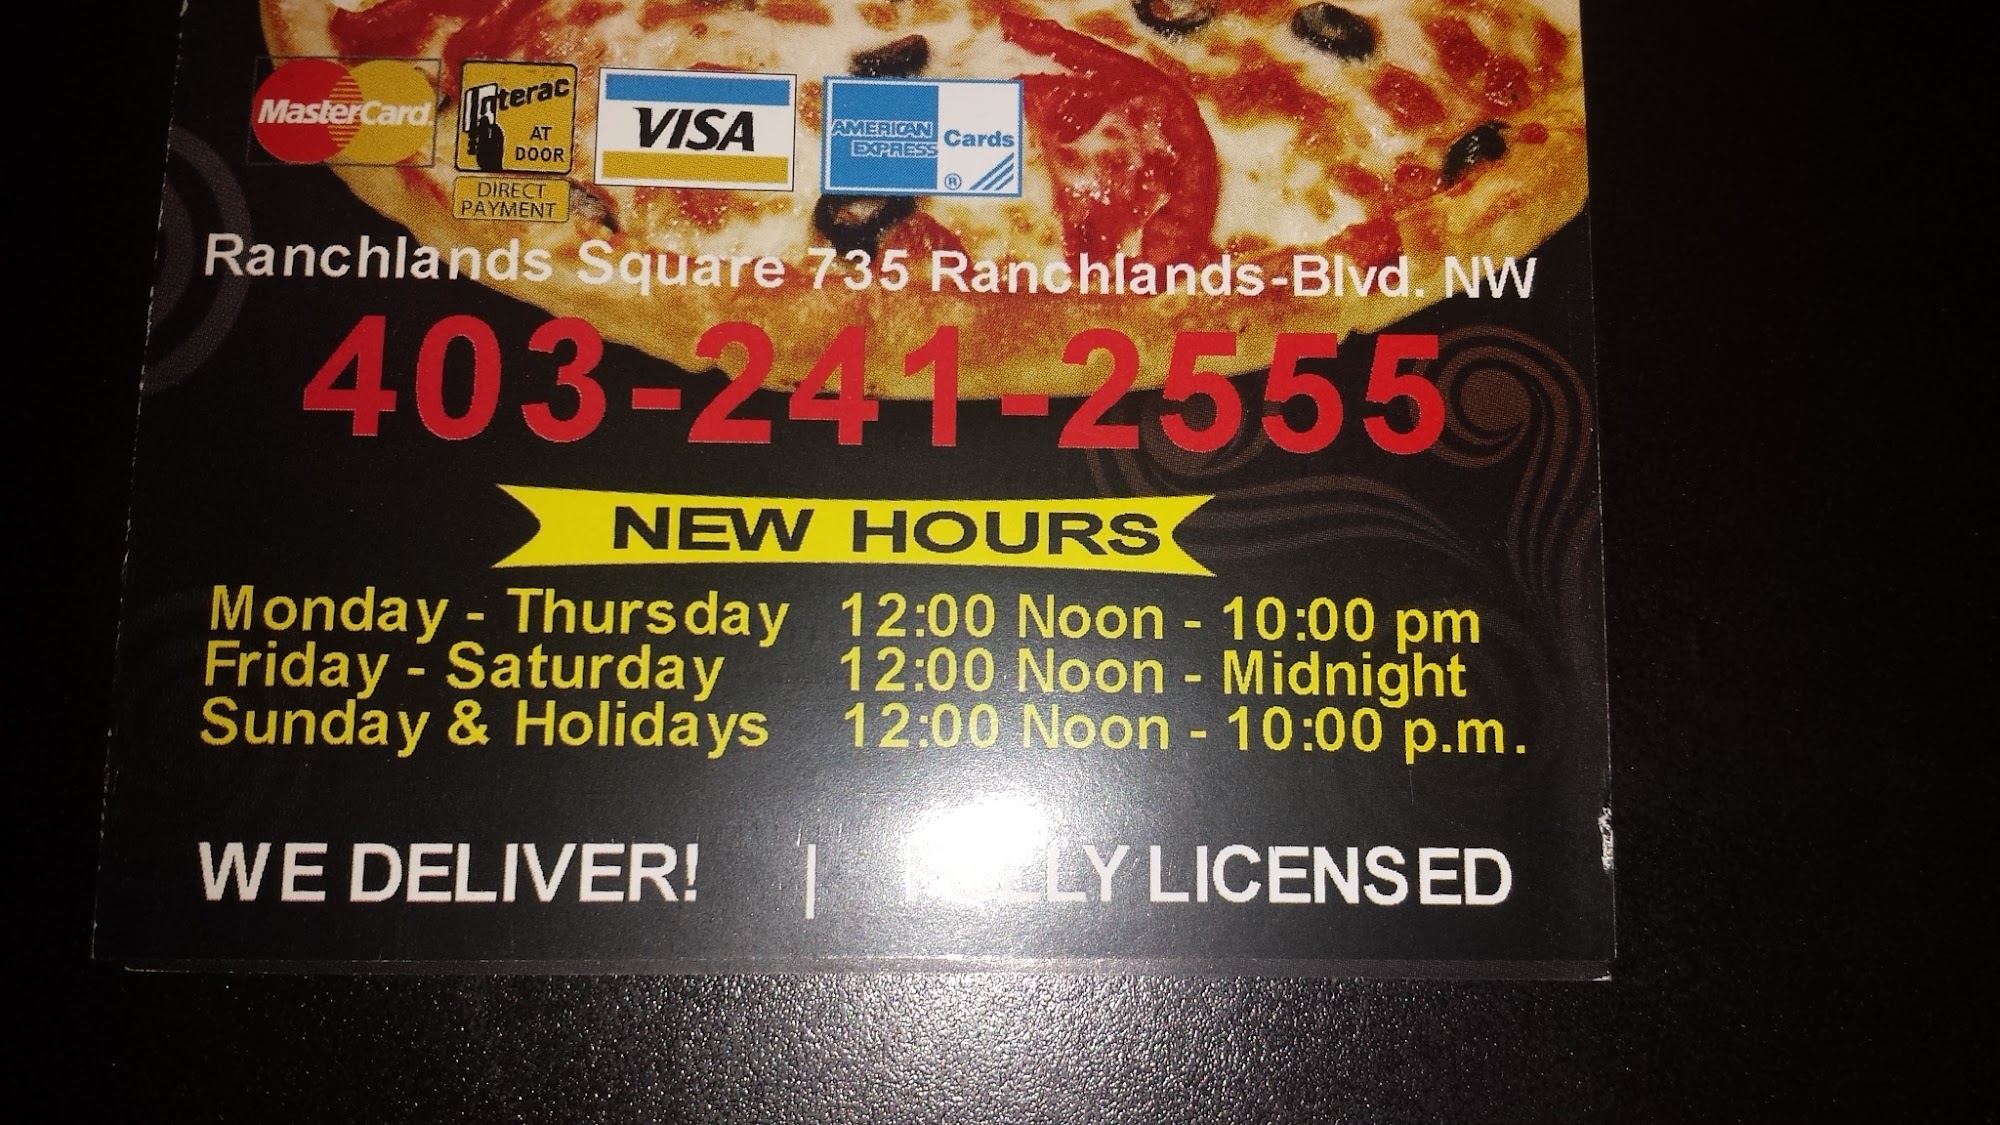 MasterCard.
Interac
AT
DOOR
DIRECT
PAYMENT
VISA
AMERICAN
EXPRESS
Cards
®
Ranchlands Square 735 Ranchlands-Blvd. NW
403-241-2555
NEW HOURS
Monday - Thursday 12:00 Noon - 10:00 pm
Friday - Saturday 12:00 Noon - Midnight
Sunday & Holidays 12:00 Noon - 10:00 p.m.
WE DELIVER! | FULLY LICENSED